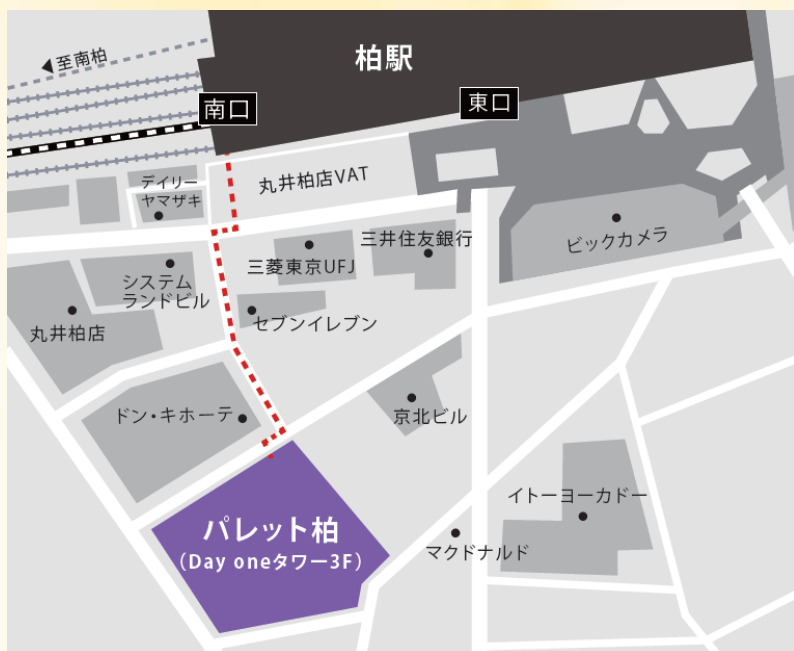 柏駅
至南柏
南口
東口
デイリー
ヤマザキ
丸井柏店VAT
三井住友銀行
ビックカメラ
三菱東京UFJ
システム
ランドビル
丸井柏店
セブンイレブン
ドン・キホーテ
京北ビル
イトーヨーカドー
マクドナルド
パレット柏
(Day oneタワー3F)